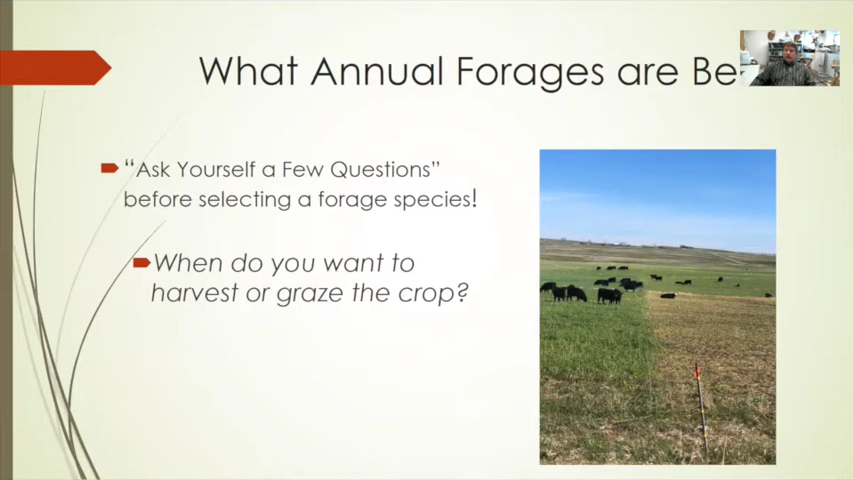 What Annual Forages are Be
“Ask Yourself a Few Questions”
before selecting a forage species!
When do you want to
harvest or graze the crop?